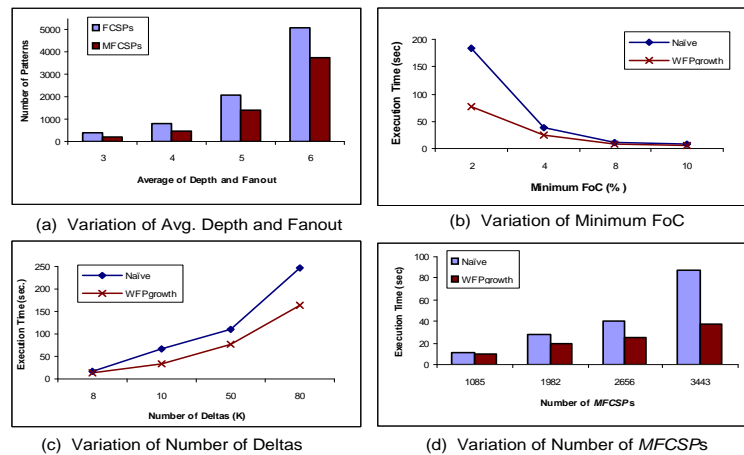 5000
4000
3000
2000
1000
0
Number of Patterns
FCSPs
MFCSPs
3 4 5 6
Average of Depth and Fanout
(a) Variation of Avg. Depth and Fanout
200
150
100
50
0
Execution Time (sec)
Naïve
WFPgrowth
2 4 8 10
Minimum FoC (% )
(b) Variation of Minimum FoC
250
200
150
100
50
0
Execution Time(sec.)
Naïve
WFPgrowth
8 10 50 80
Number of Deltas (K)
(c) Variation of Number of Deltas
100
80
60
40
20
0
Execution Time (sec)
Naïve
WFPgrowth
1085 1982 2656 3443
Number of MFCSPs
(d) Variation of Number of MFCSPs